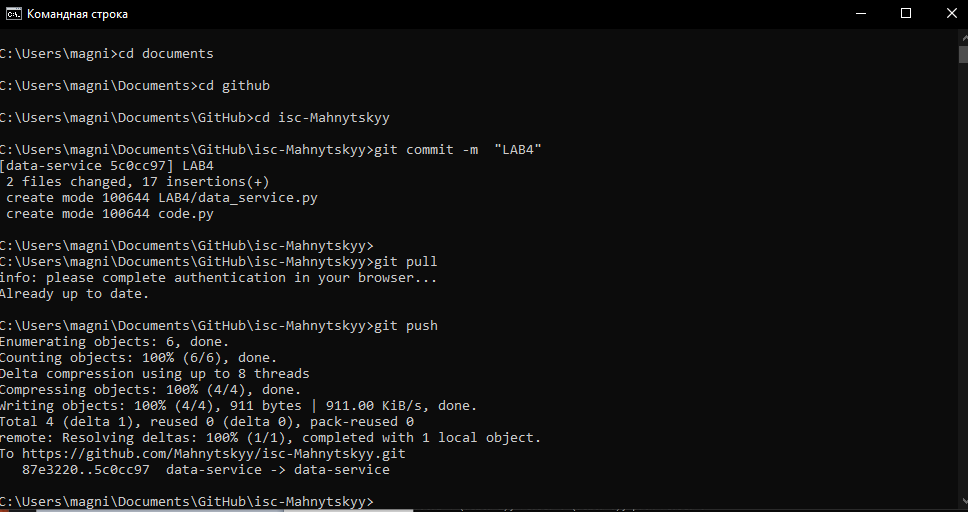 Командная строка
C:\Users\magni>cd documents
C:\Users\magni\Documents>cd github
C:\Users\magni\Documents\GitHub>cd isc-Mahnytskyy
C:\Users\magni\Documents\GitHub\isc-Mahnytskyy>git commit -m  "LAB4"
[data-service 5c0cc97] LAB4
 2 files changed, 17 insertions(+)
 create mode 100644 LAB4/data_service.py
 create mode 100644 code.py
C:\Users\magni\Documents\GitHub\isc-Mahnytskyy>
C:\Users\magni\Documents\GitHub\isc-Mahnytskyy>git pull
info: please complete authentication in your browser...
Already up to date.
C:\Users\magni\Documents\GitHub\isc-Mahnytskyy>git push
Enumerating objects: 6, done.
Counting objects: 100% (6/6), done.
Delta compression using up to 8 threads
Compressing objects: 100% (4/4), done.
Writing objects: 100% (4/4), 911 bytes | 911.00 KiB/s, done.
Total 4 (delta 1), reused 0 (delta 0), pack-reused 0
remote: Resolving deltas: 100% (1/1), completed with 1 local object.
To https://github.com/Mahnytskyy/isc-Mahnytskyy.git
   87e3220..5c0cc97  data-service -> data-service
C:\Users\magni\Documents\GitHub\isc-Mahnytskyy>